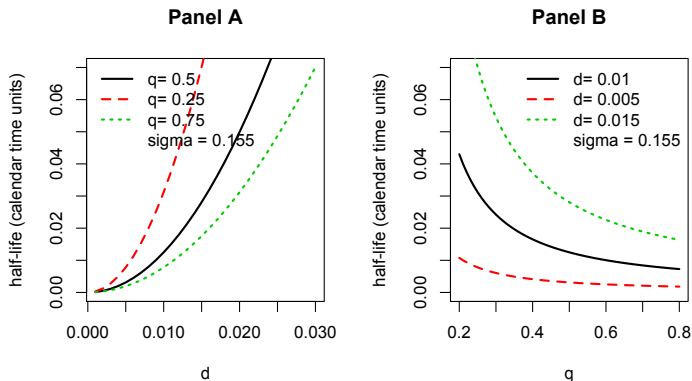 Panel A
half-life (calendar time units)
0.06
0.04
0.02
0.00
q= 0.5
q= 0.25
q= 0.75
sigma = 0.155
0.000 0.010 0.020 0.030
d
Panel B
half-life (calendar time units)
0.06
0.04
0.02
0.00
d= 0.01
d= 0.005
d= 0.015
sigma = 0.155
0.2 0.4 0.6 0.8
q